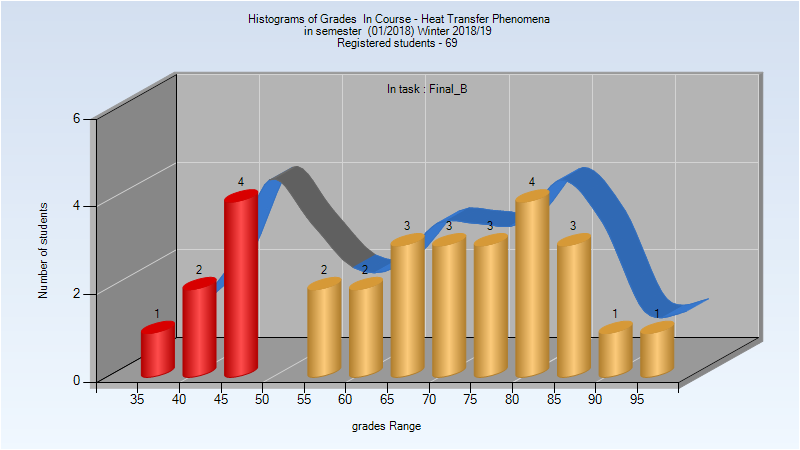 Histograms of Grades  In Course - Heat Transfer Phenomena
in semester  (01/2018) Winter 2018/19
Registered students - 69
In task : Final_B
6
4
2
0
Number of students
1
2
4
2
2
3
3
3
4
3
1
1
35 40 45 50 55 60 65 70 75 80 85 90 95
grades Range